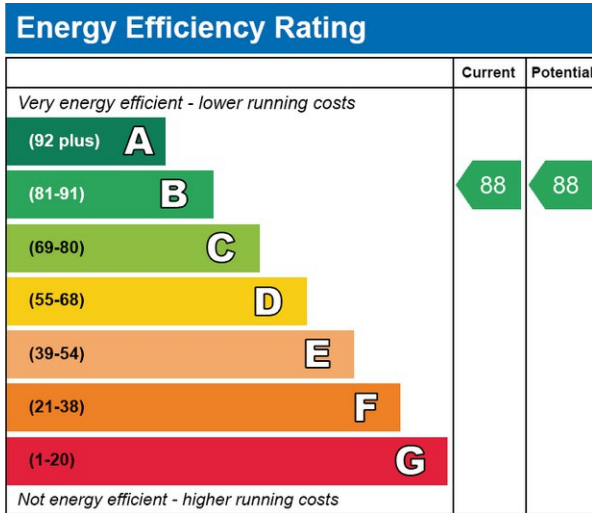 Energy Efficiency Rating
Current Potential
Very energy efficient - lower running costs
(92 plus) A
(81-91) B
88 88
(69-80) C
(55-68) D
(39-54) E
(21-38) F
(1-20) G
Not energy efficient - higher running costs